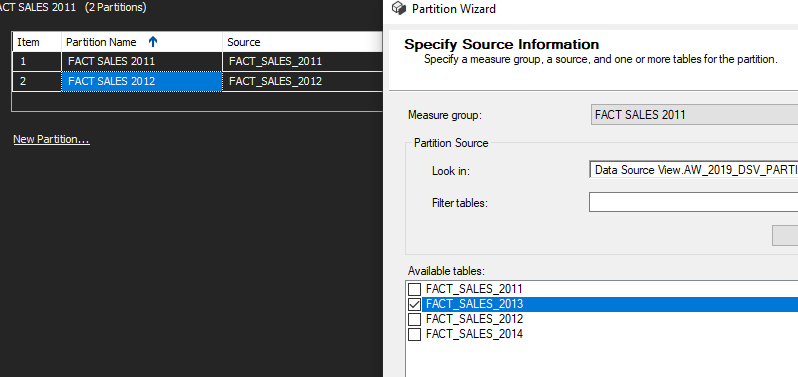 ACT SALES 2011 (2 Partitions)
Item Partition Name Source
1 FACT SALES 2011 FACT_SALES_2011
2 FACT SALES 2012 FACT_SALES_2012
New Partition...
Partition Wizard
Specify Source Information
Specify a measure group, a source, and one or more tables for the partition.
Measure group: FACT SALES 2011
Partition Source
Look in: Data Source View.AW_2019_DSV_PARTI
Filter tables:
Available tables:
FACT_SALES_2011
FACT_SALES_2013
FACT_SALES_2012
FACT_SALES_2014